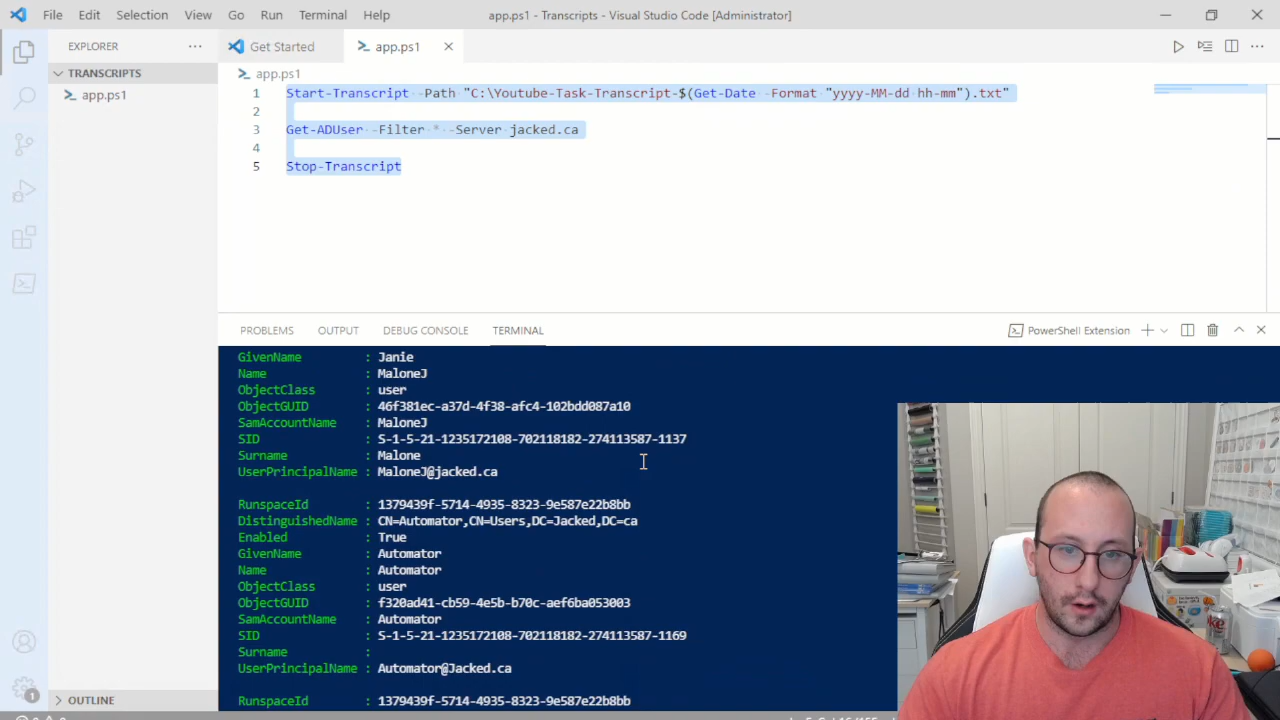 File Edit Selection View Go Run Terminal Help app.ps1 - Transcripts - Visual Studio Code [Administrator]
EXPLORER
Get Started app.ps1
TRANSCRIPTS
app.ps1
app.ps1
1 Start-Transcript -Path "C:\Youtube-Task-Transcript-$(Get-Date -Format "yyyy-MM-dd hh-mm").txt"
2
3 Get-ADUser -Filter * -Server jacked.ca
4
5 Stop-Transcript
PROBLEMS OUTPUT DEBUG CONSOLE TERMINAL PowerShell Extension
GivenName : Janie
Name : MaloneJ
ObjectClass : user
ObjectGUID : 46f381ec-a37d-4f38-afc4-102bdd087a10
SamAccountName : MaloneJ
SID : S-1-5-21-1235172108-702118182-274113587-1137
Surname : Malone
UserPrincipalName : MaloneJ@jacked.ca
RunspaceId : 1379439f-5714-4935-8323-9e587e22b8bb
DistinguishedName : CN=Automator,CN=Users,DC=Jacked,DC=ca
Enabled : True
GivenName : Automator
Name : Automator
ObjectClass : user
ObjectGUID : f320ad41-cb59-4e5b-b70c-aef6ba053003
SamAccountName : Automator
SID : S-1-5-21-1235172108-702118182-274113587-1169
Surname :
UserPrincipalName : Automator@Jacked.ca
RunspaceId : 1379439f-5714-4935-8323-9e587e22b8bb
1
OUTLINE